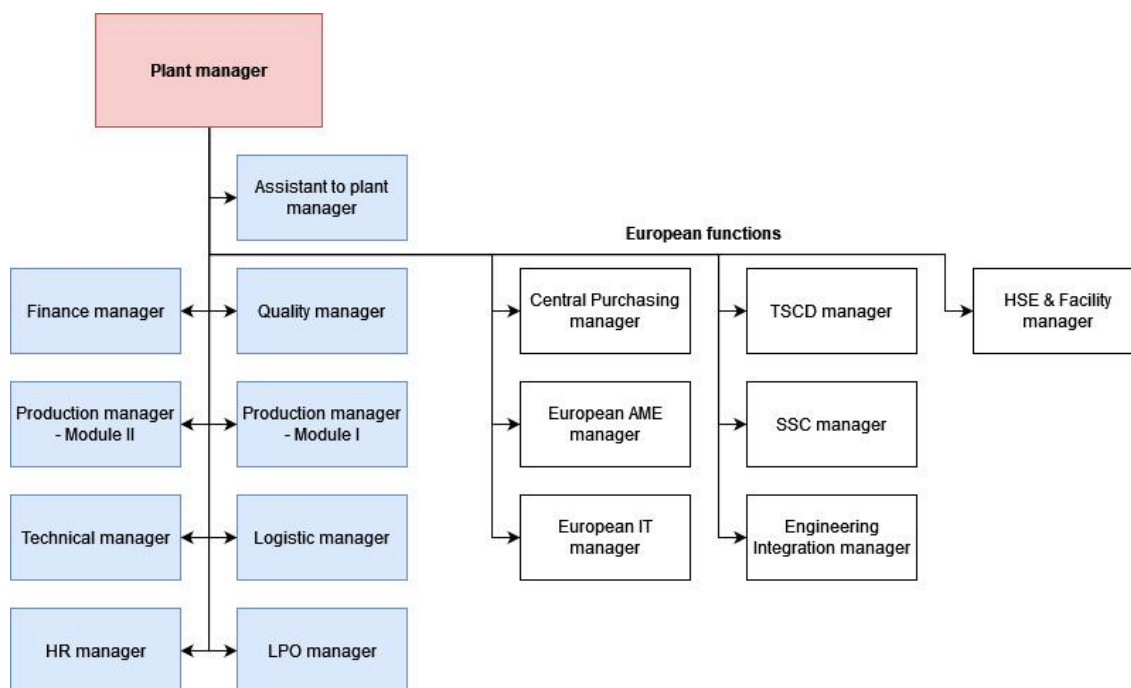 Plant manager
Assistant to plant
manager
European functions
Finance manager
Quality manager
Central Purchasing
manager
TSCD manager
HSE & Facility
manager
Production manager
- Module II
Production manager
- Module I
European AME
manager
SSC manager
Technical manager
Logistic manager
European IT
manager
Engineering
Integration manager
HR manager
LPO manager